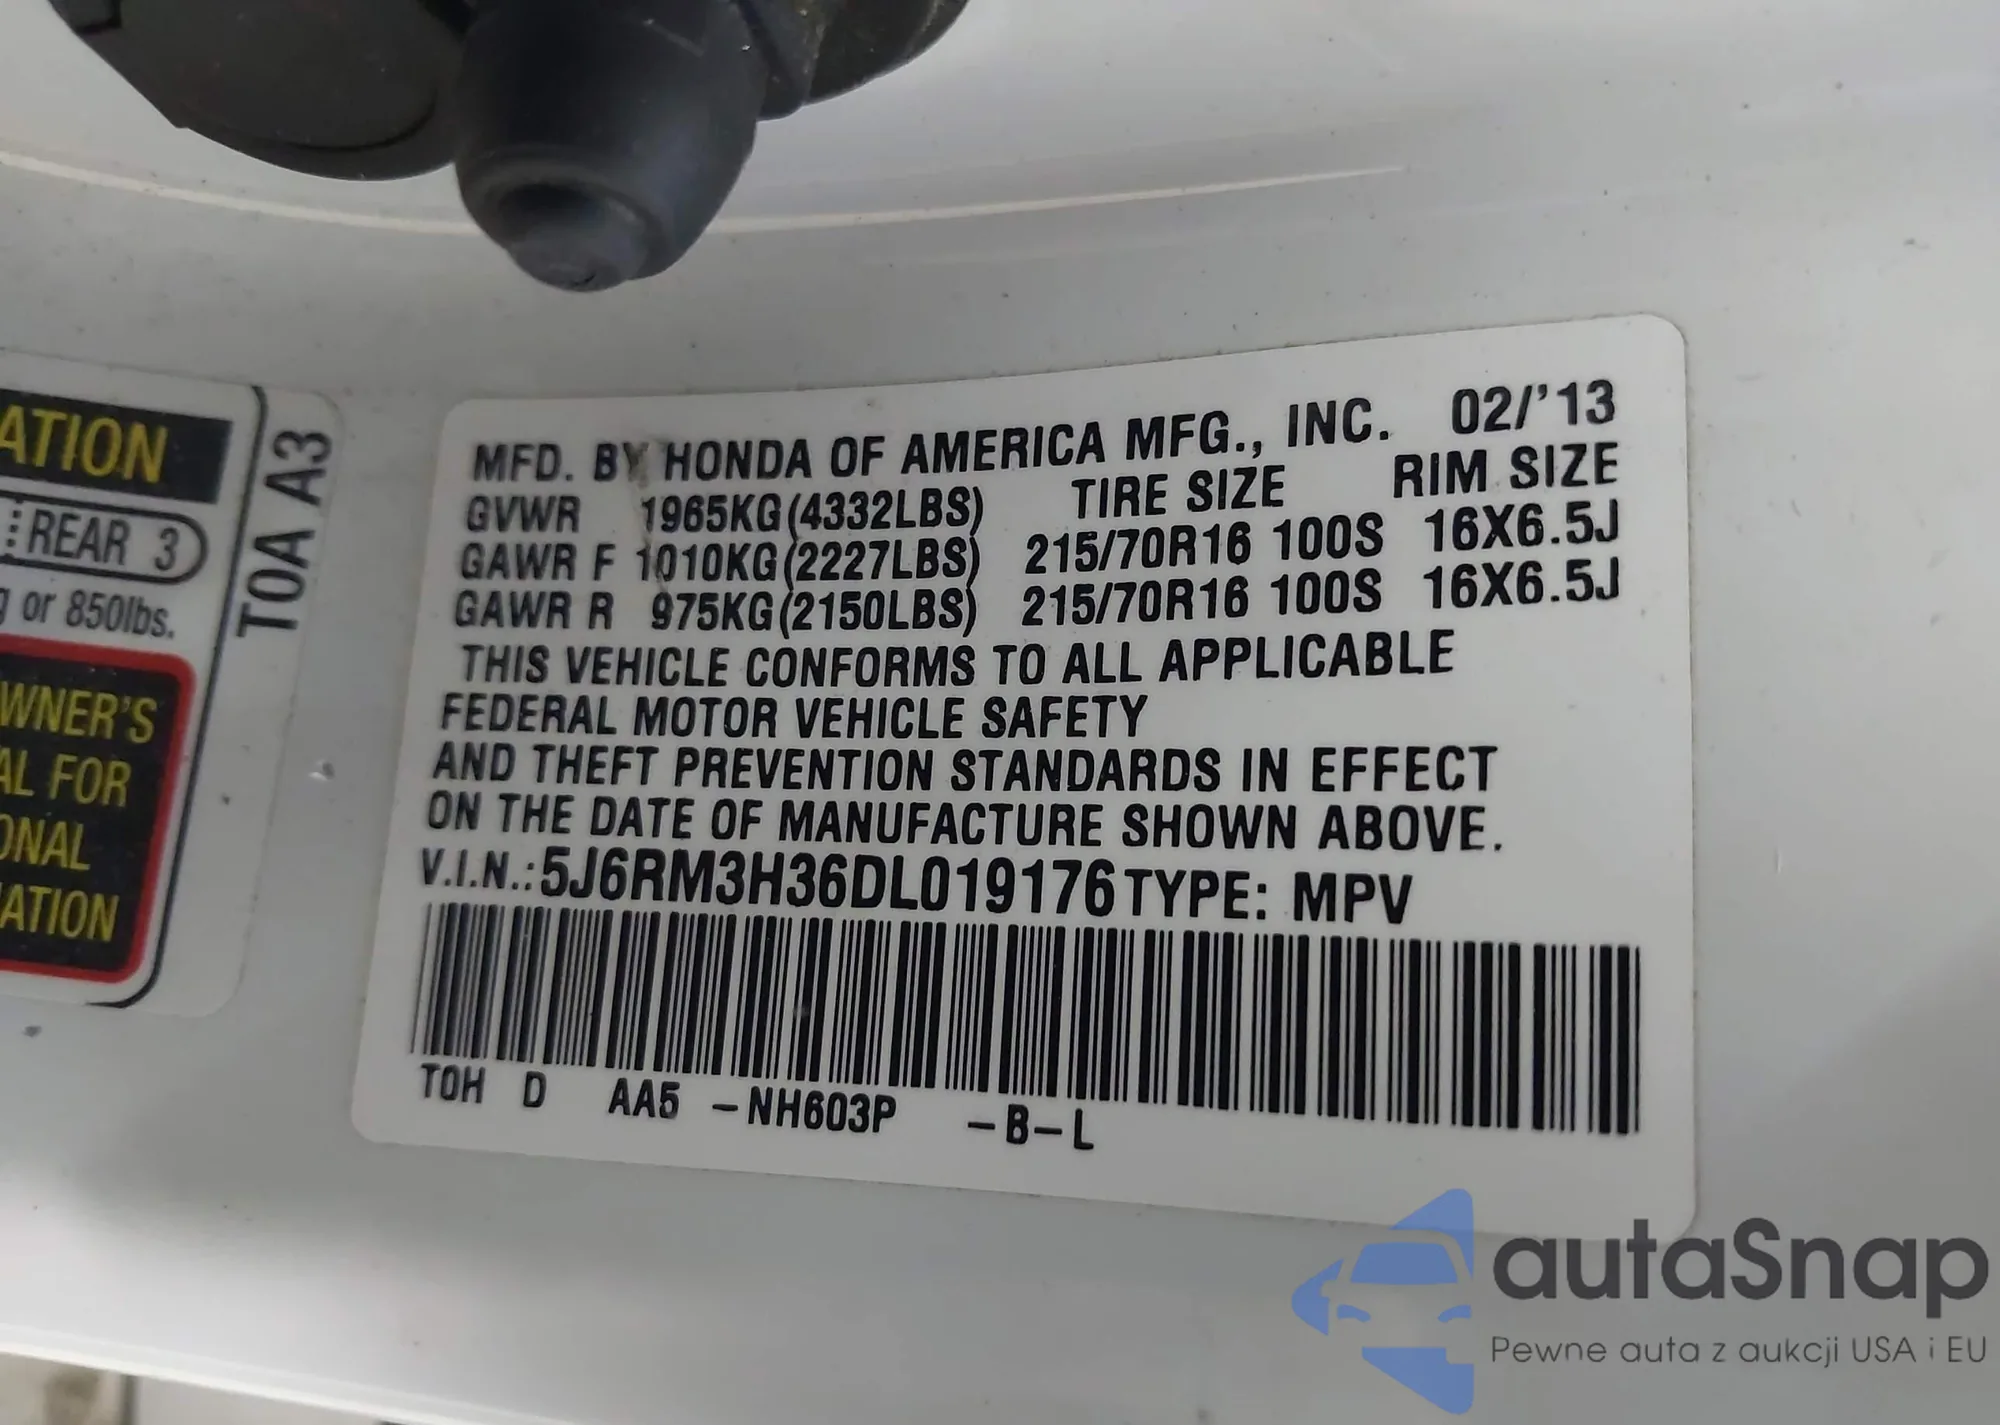 ATION
REAR 3
or 850lbs.
WNER'S
AL FOR
ONAL
ATION
T0A A3
MFD. BY HONDA OF AMERICA MFG., INC. 02/'13
GVWR 1965KG(4332LBS) TIRE SIZE RIM SIZE
GAWR F 1010KG(2227LBS) 215/70R16 100S 16X6.5J
GAWR R 975KG(2150LBS) 215/70R16 100S 16X6.5J
THIS VEHICLE CONFORMS TO ALL APPLICABLE
FEDERAL MOTOR VEHICLE SAFETY
AND THEFT PREVENTION STANDARDS IN EFFECT
ON THE DATE OF MANUFACTURE SHOWN ABOVE.
V.I.N.:5J6RM3H36DL019176 TYPE: MPV
T0H D AA5 -NH603P -B-L
autaSnap
Pewne auta z aukcji USA i EU